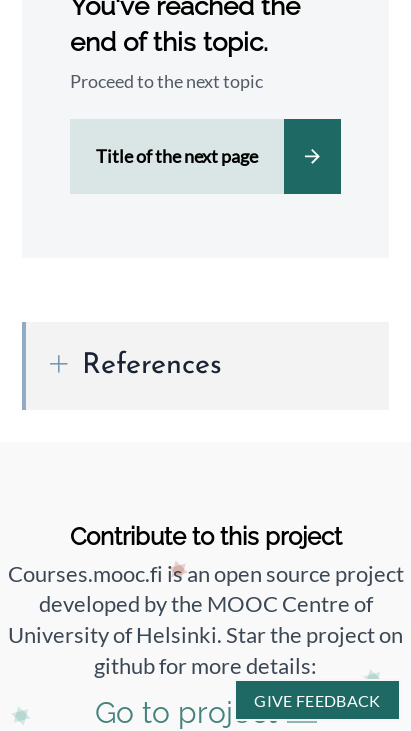 You've reached the
end of this topic.
Proceed to the next topic
Title of the next page
References
Contribute to this project
Courses.mooc.fi is an open source project
developed by the MOOC Centre of
University of Helsinki. Star the project on
github for more details:
Go to project
GIVE FEEDBACK